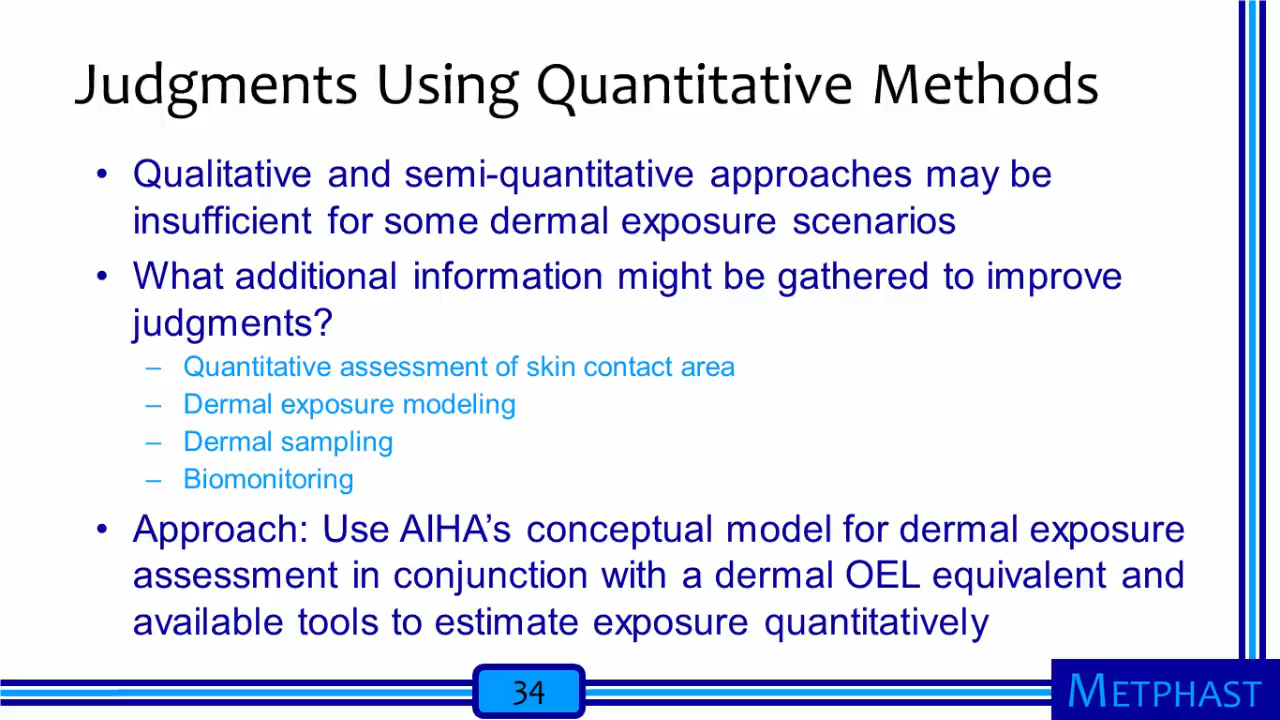 Judgments Using Quantitative Methods
• Qualitative and semi-quantitative approaches may be
insufficient for some dermal exposure scenarios
• What additional information might be gathered to improve
judgments?
– Quantitative assessment of skin contact area
– Dermal exposure modeling
– Dermal sampling
– Biomonitoring
• Approach: Use AIHA’s conceptual model for dermal exposure
assessment in conjunction with a dermal OEL equivalent and
available tools to estimate exposure quantitatively
34
METPHAST